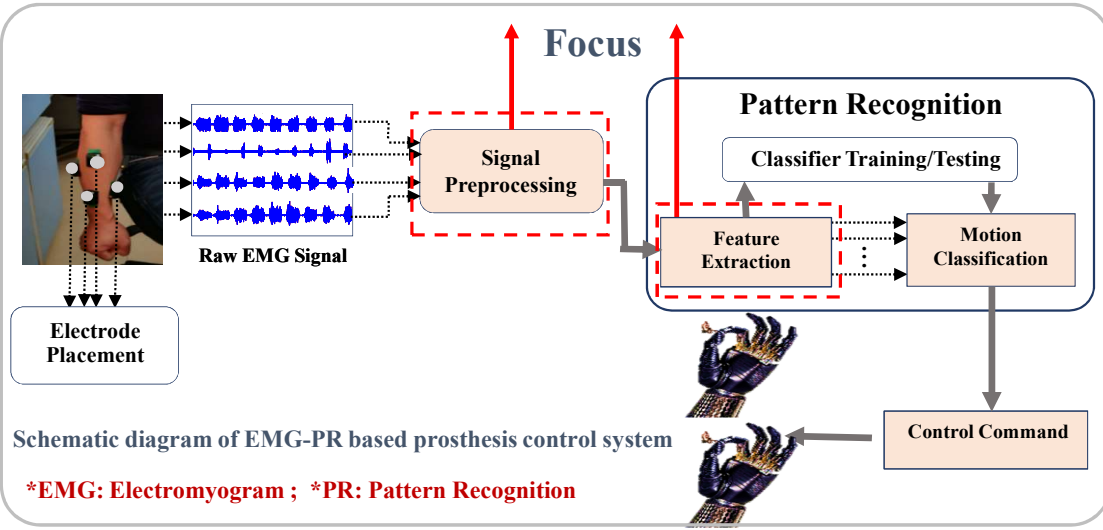 Focus
Pattern Recognition
Classifier Training/Testing
Signal
Preprocessing
Raw EMG Signal
Feature
Extraction
Motion
Classification
Electrode
Placement
Control Command
Schematic diagram of EMG-PR based prosthesis control system
*EMG: Electromyogram ; *PR: Pattern Recognition